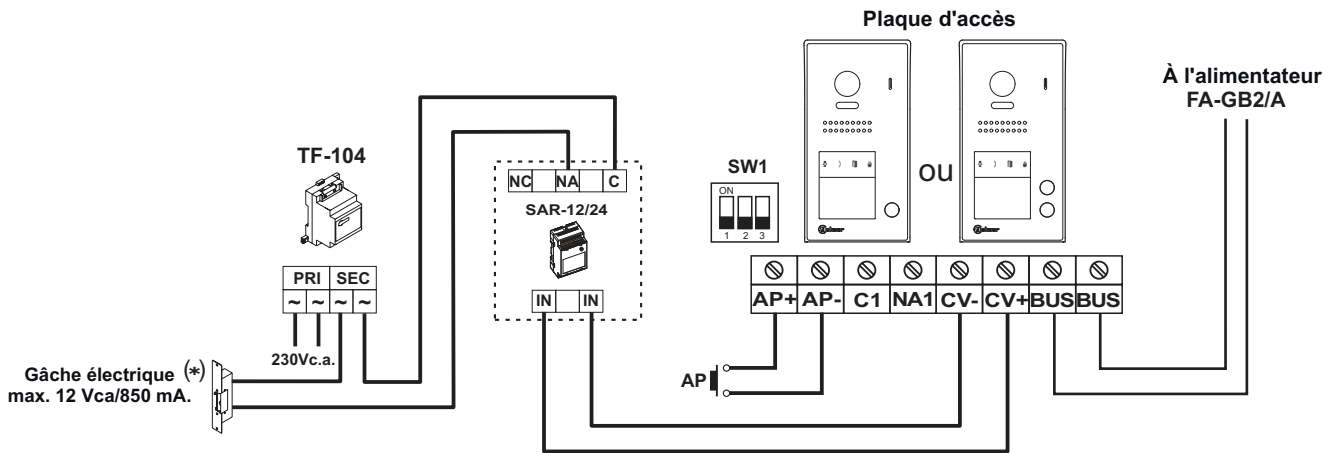 Plaque d'accès
À l'alimentateur
FA-GB2/A
TF-104
NC NA C
SAR-12/24
SW1
ON
1 2 3
ou
PRI SEC
~ ~ ~ ~
IN IN
AP+ AP- C1 NA1 CV- CV+ BUS BUS
230Vc.a.
Gâche électrique (*)
max. 12 Vca/850 mA.
AP